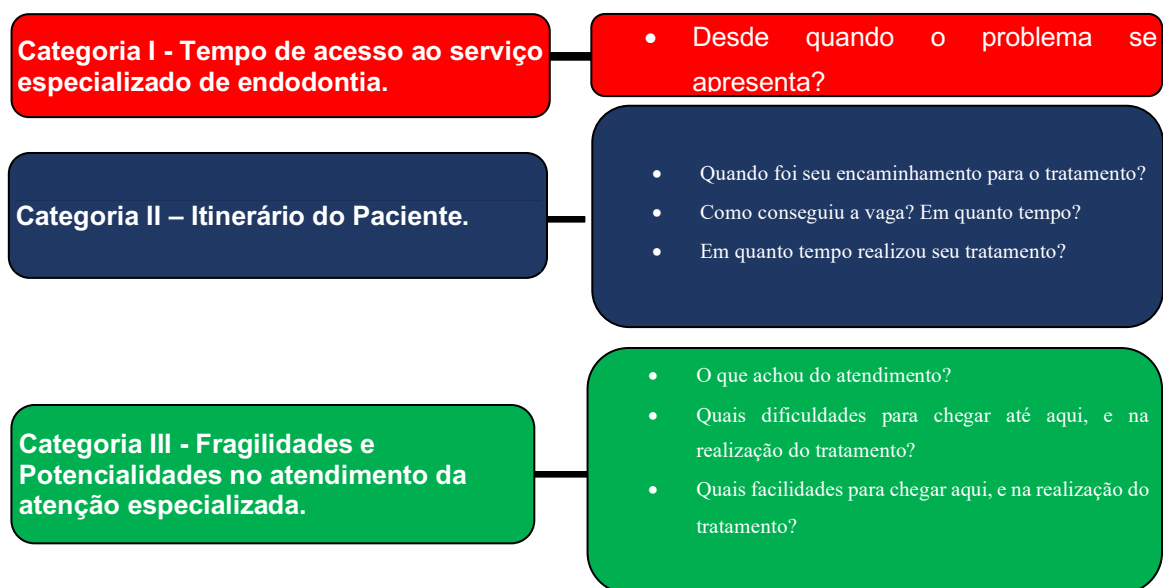 Categoria I - Tempo de acesso ao serviço
especializado de endodontia.
• Desde quando o problema se
apresenta?
Categoria II – Itinerário do Paciente.
• Quando foi seu encaminhamento para o tratamento?
• Como conseguiu a vaga? Em quanto tempo?
• Em quanto tempo realizou seu tratamento?
Categoria III - Fragilidades e
Potencialidades no atendimento da
atenção especializada.
• O que achou do atendimento?
• Quais dificuldades para chegar até aqui, e na
realização do tratamento?
• Quais facilidades para chegar aqui, e na realização do
tratamento?